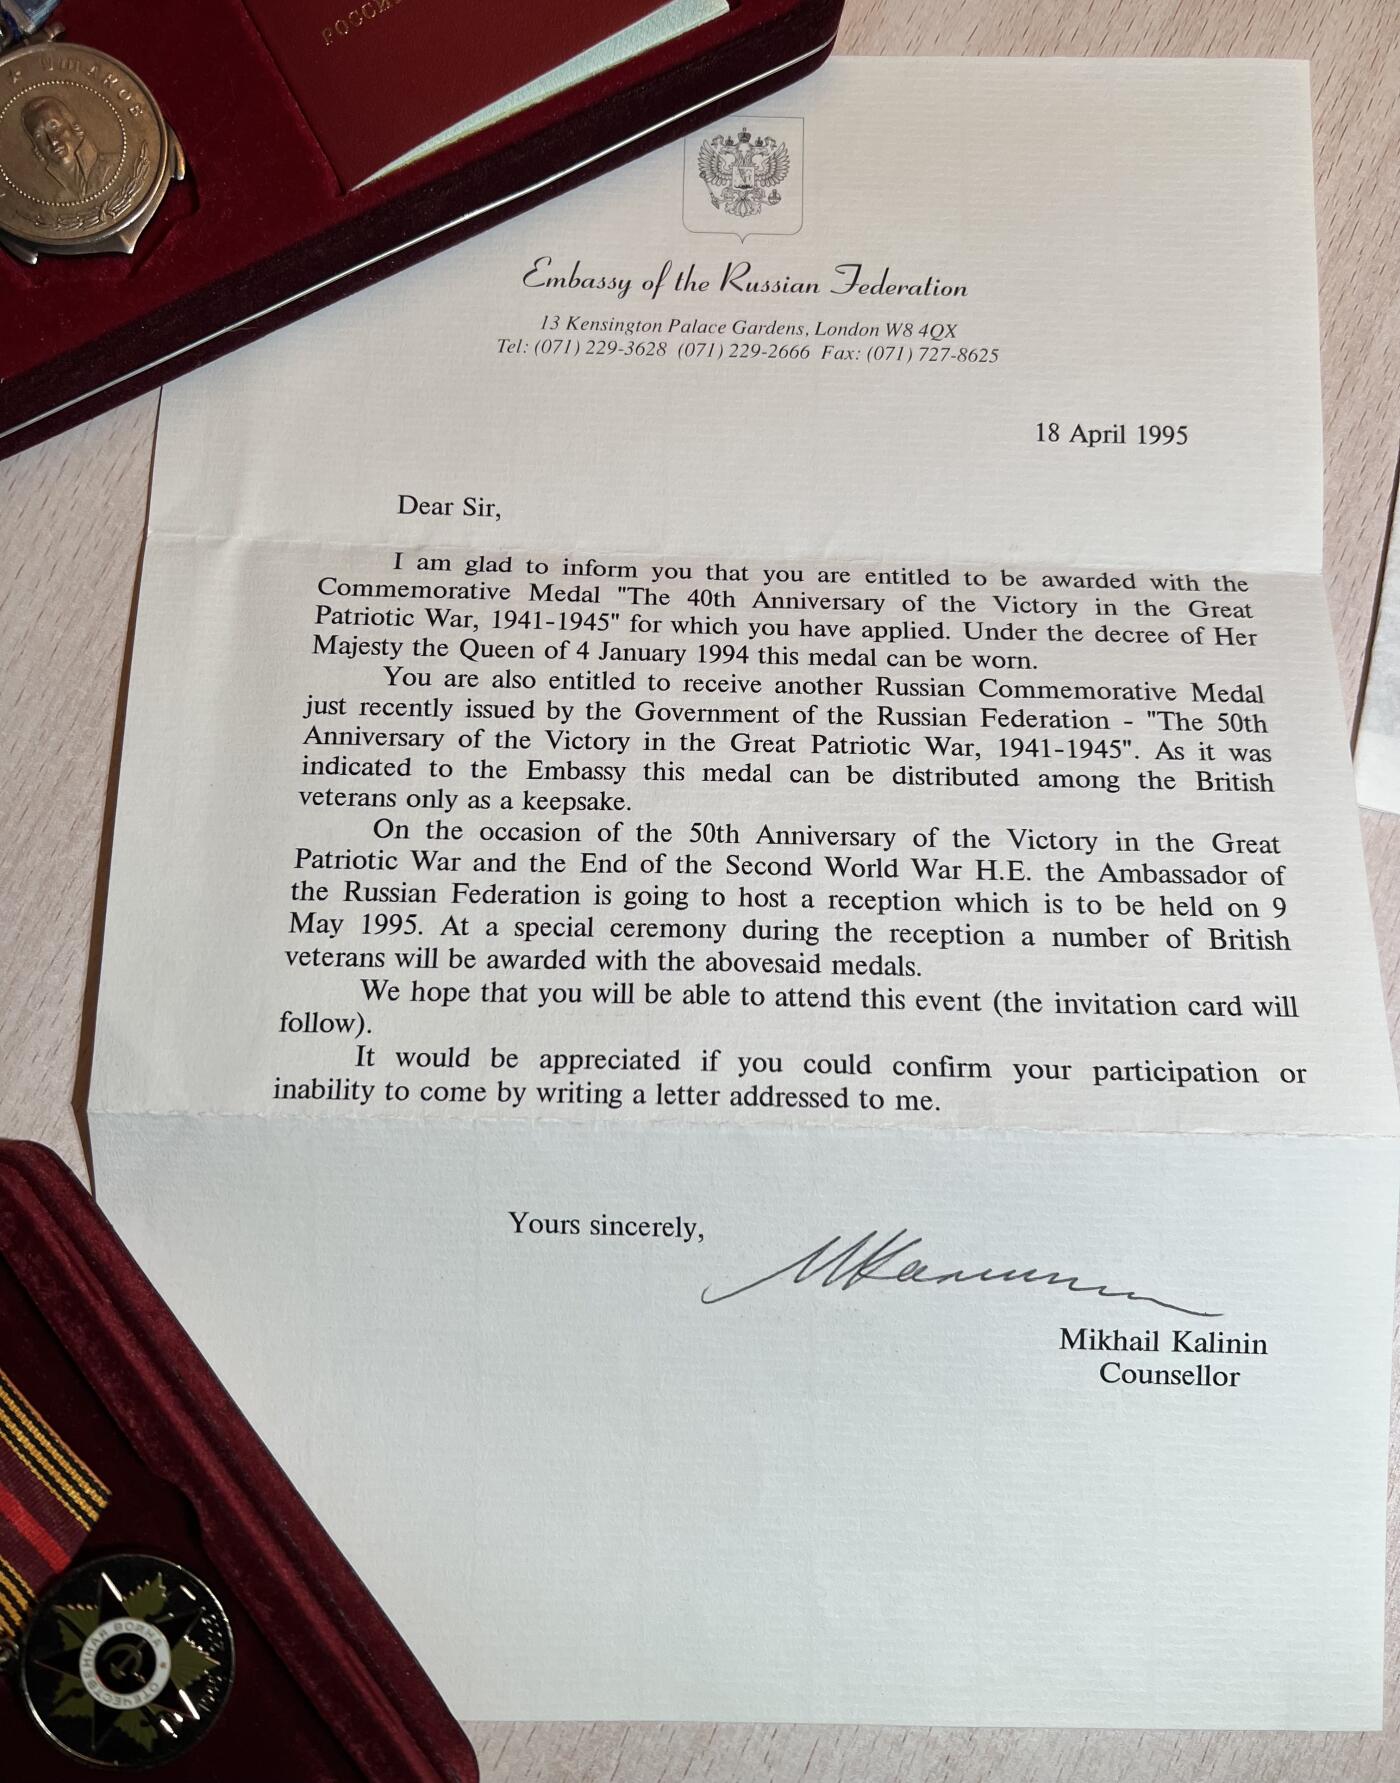 РОССИ
УШАКОВ
Embassy of the Russian Federation
13 Kensington Palace Gardens, London W8 4QX
Tel: (071) 229-3628 (071) 229-2666 Fax: (071) 727-8625
18 April 1995
Dear Sir,
I am glad to inform you that you are entitled to be awarded with the
Commemorative Medal "The 40th Anniversary of the Victory in the Great
Patriotic War, 1941-1945" for which you have applied. Under the decree of Her
Majesty the Queen of 4 January 1994 this medal can be worn.
You are also entitled to receive another Russian Commemorative Medal
just recently issued by the Government of the Russian Federation - "The 50th
Anniversary of the Victory in the Great Patriotic War, 1941-1945". As it was
indicated to the Embassy this medal can be distributed among the British
veterans only as a keepsake.
On the occasion of the 50th Anniversary of the Victory in the Great
Patriotic War and the End of the Second World War H.E. the Ambassador of
the Russian Federation is going to host a reception which is to be held on 9
May 1995. At a special ceremony during the reception a number of British
veterans will be awarded with the abovesaid medals.
We hope that you will be able to attend this event (the invitation card will
follow).
It would be appreciated if you could confirm your participation or
inability to come by writing a letter addressed to me.
Yours sincerely,
Mikhail Kalinin
Counsellor
ОТЕЧЕСТВЕННАЯ ВОЙНА